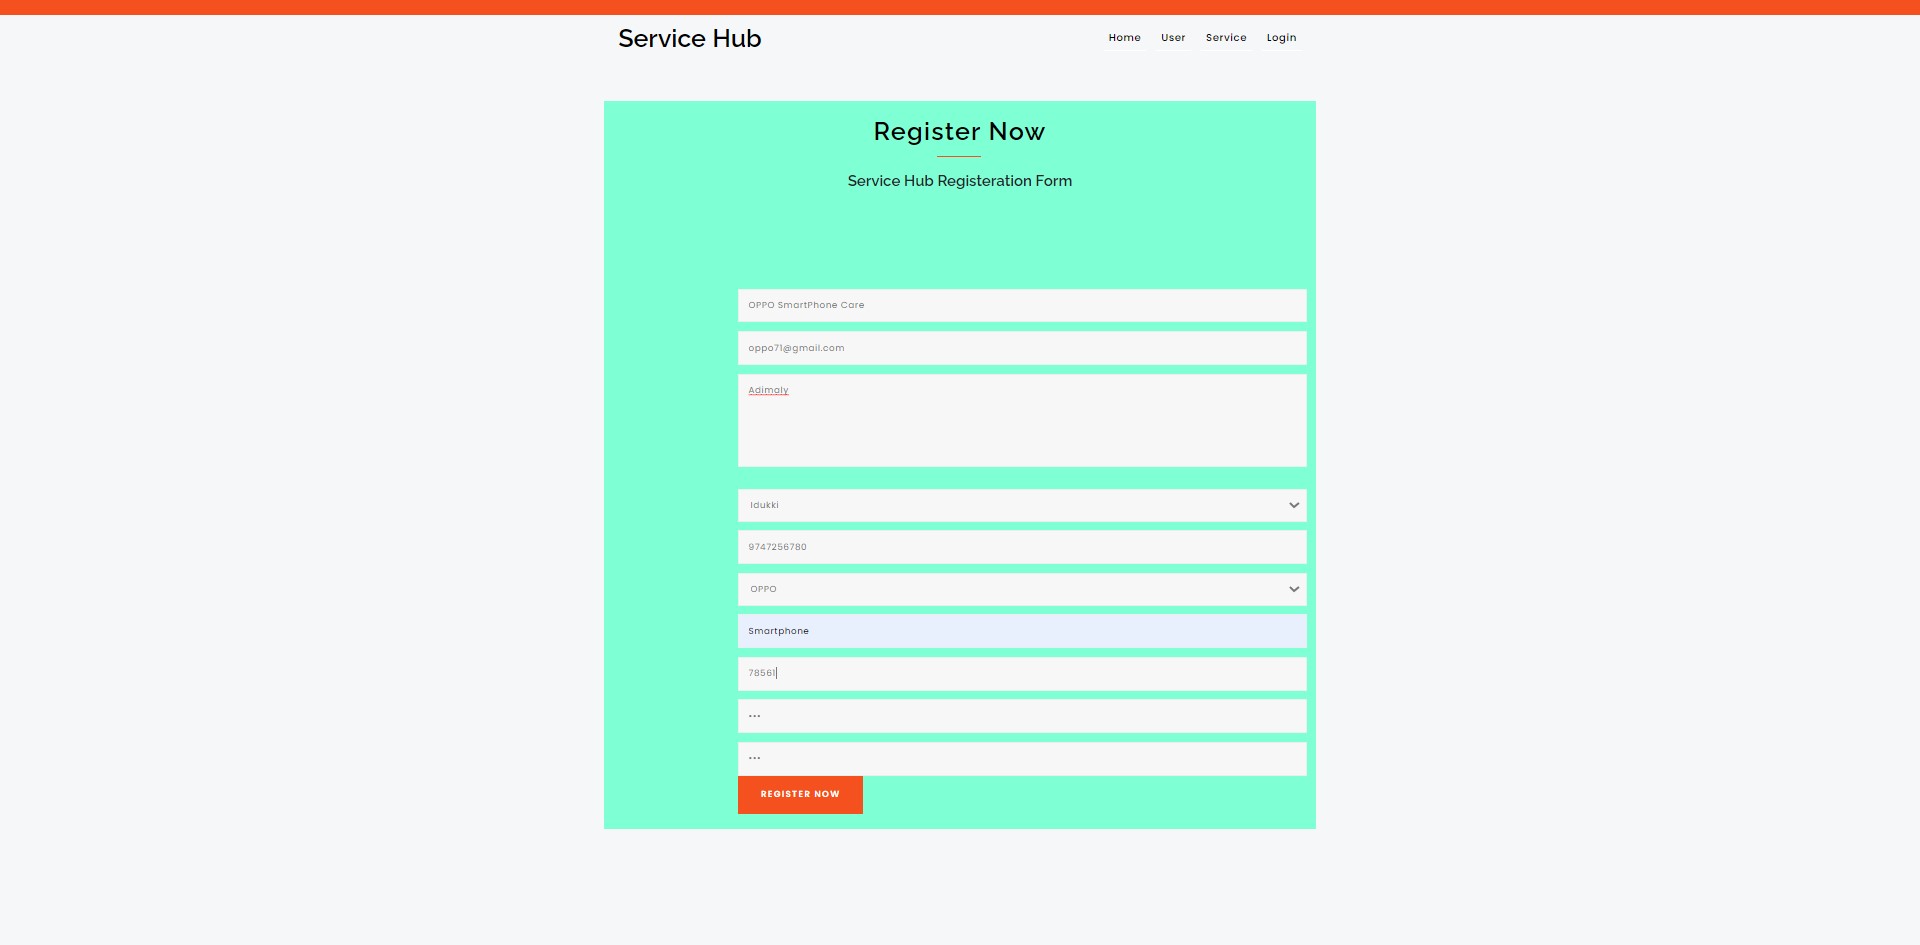 Service Hub
Home User Service Login
Register Now
Service Hub Registeration Form
OPPO SmartPhone Care
oppo71@gmail.com
Adimaly
Idukki
9747256780
OPPO
Smartphone
78561
•••
•••
REGISTER NOW